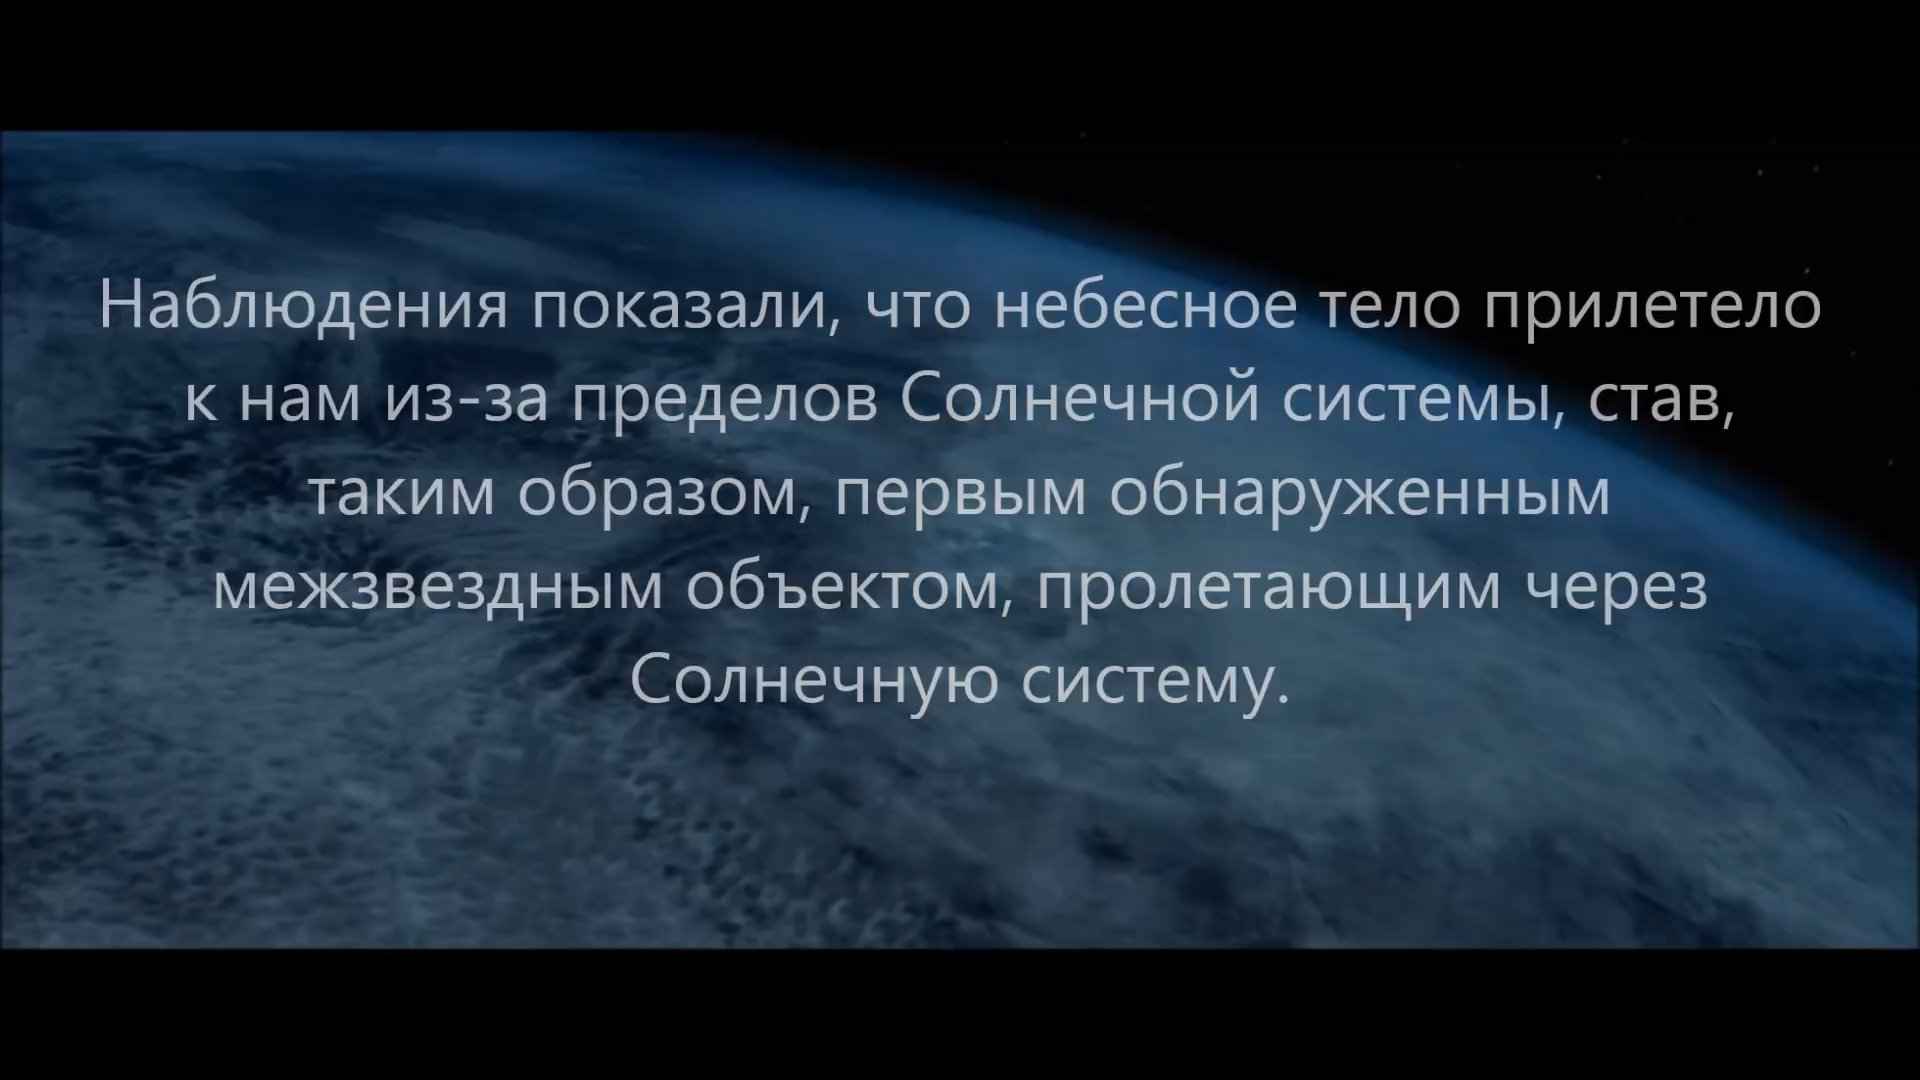 Наблюдения показали, что небесное тело прилетело
к нам из-за пределов Солнечной системы, став,
таким образом, первым обнаруженным
межзвездным объектом, пролетающим через
Солнечную систему.